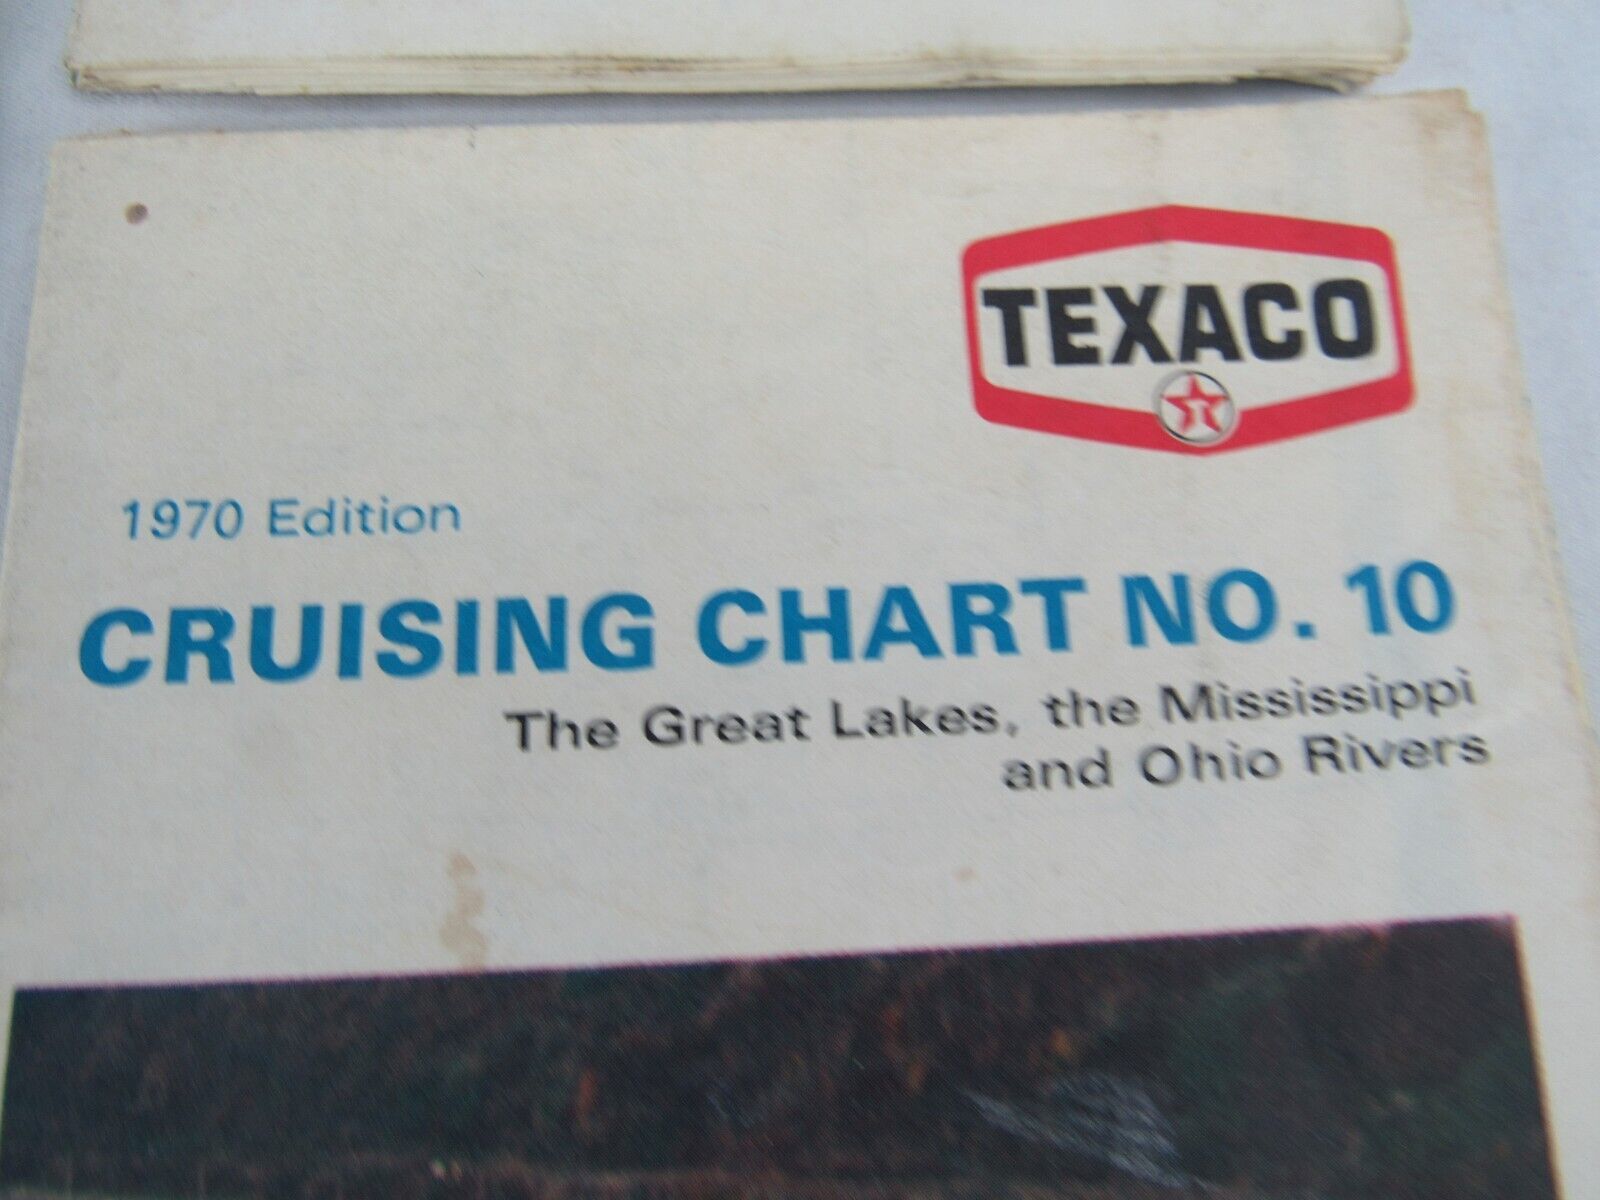 TEXACO
T
1970 Edition
CRUISING CHART NO. 10
The Great Lakes, the Mississippi
and Ohio Rivers